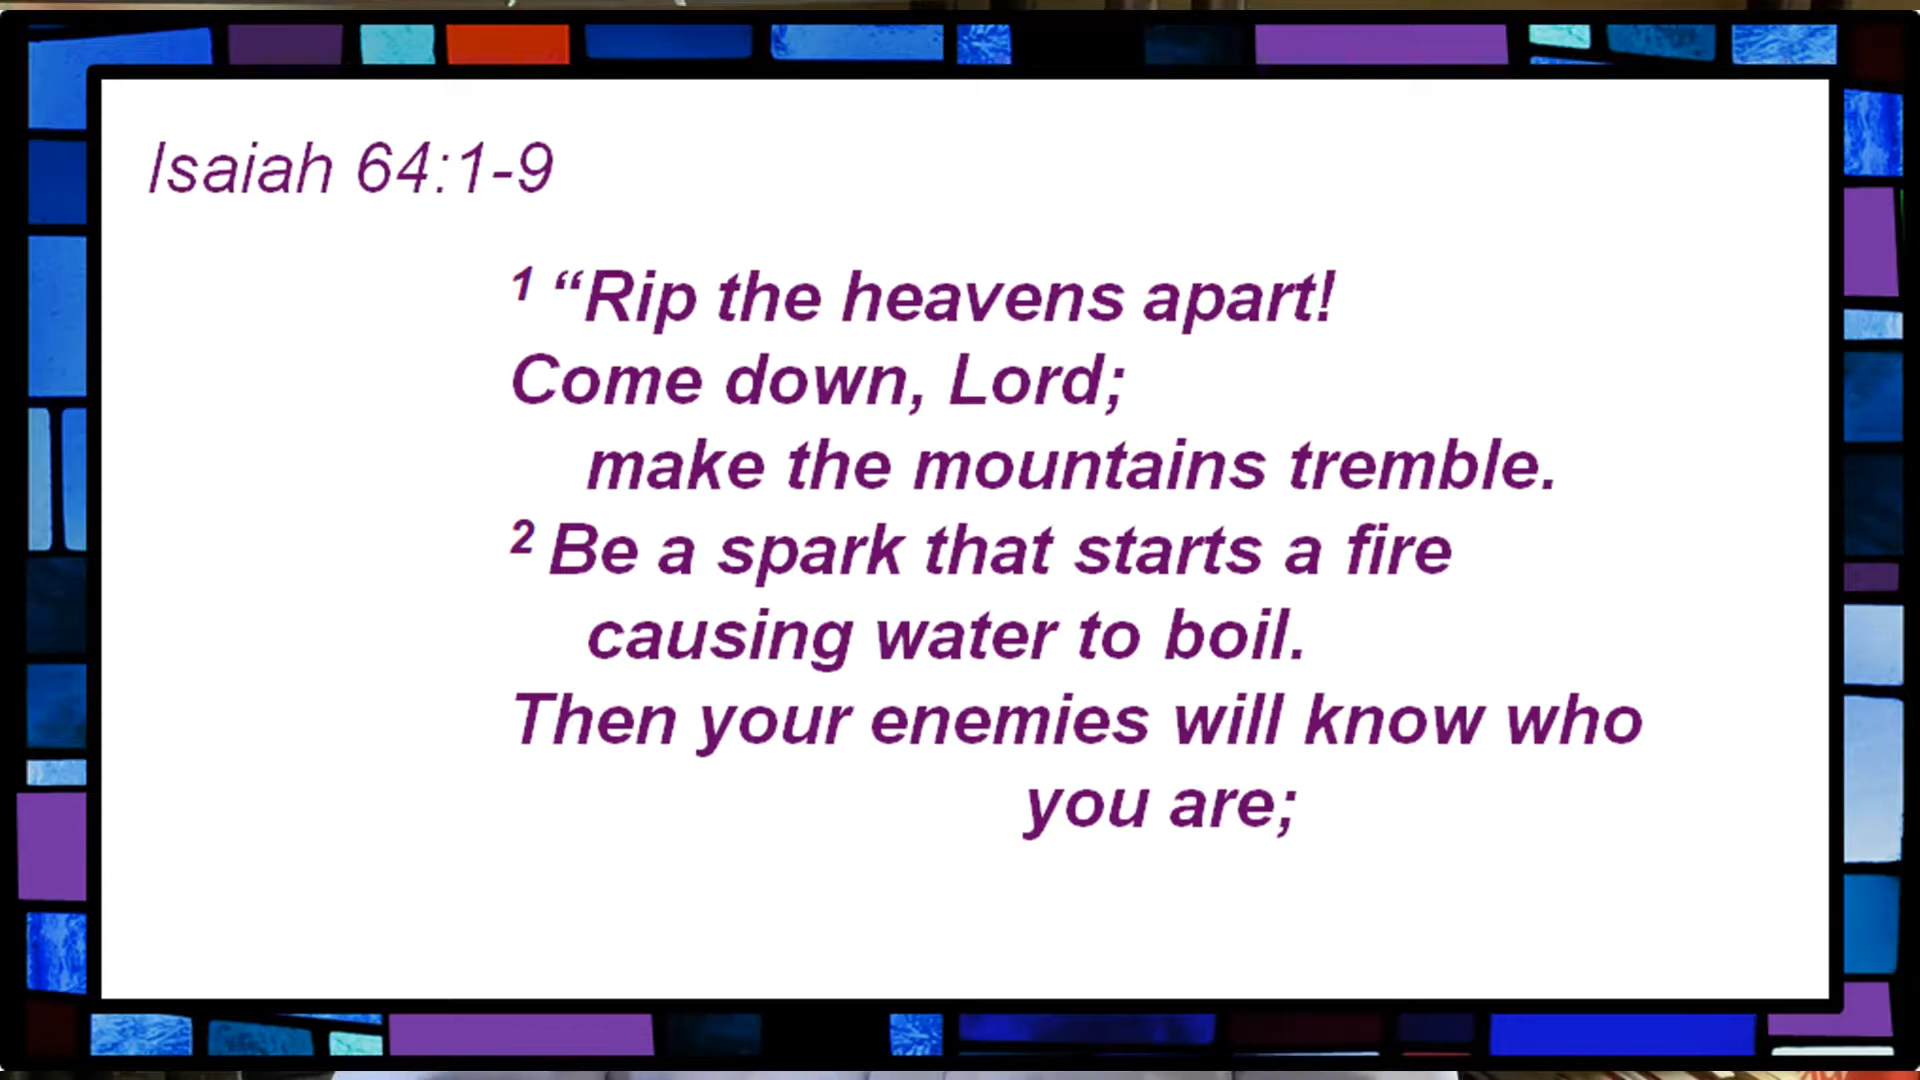 Isaiah 64:1-9
1 “Rip the heavens apart!
Come down, Lord;
make the mountains tremble.
2 Be a spark that starts a fire
causing water to boil.
Then your enemies will know who
you are;